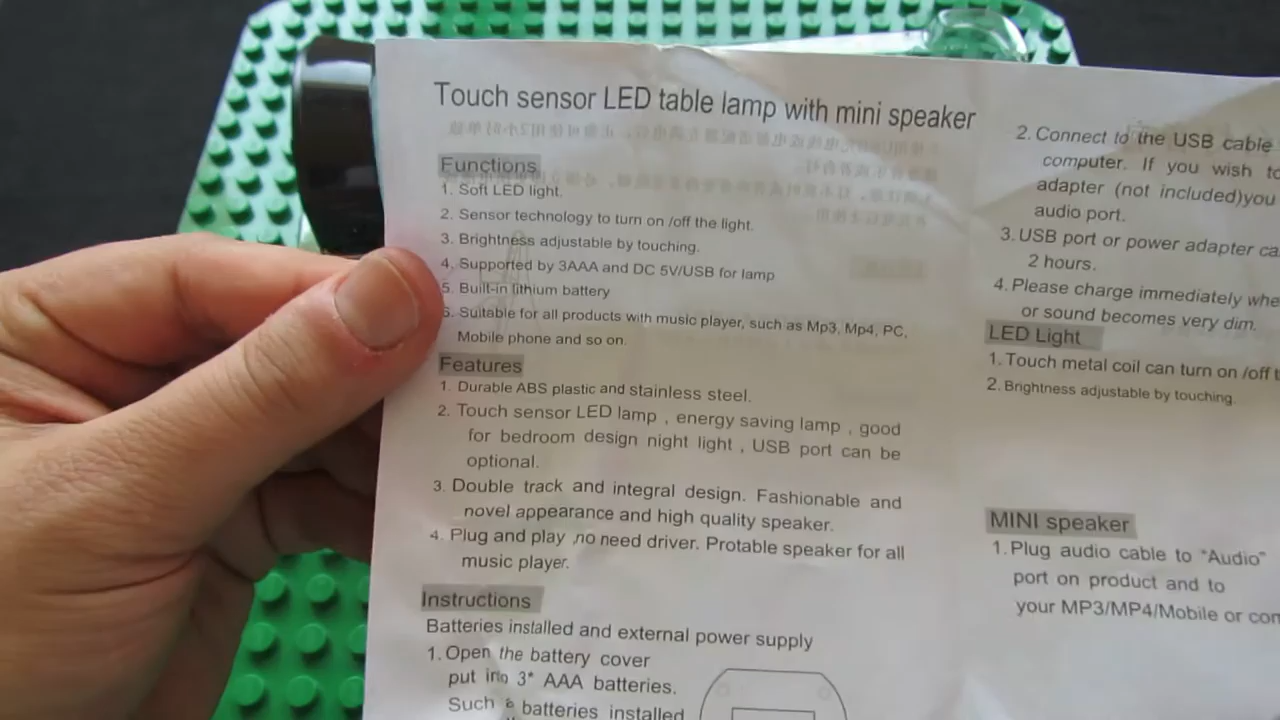 Touch sensor LED table lamp with mini speaker
Functions
1. Soft LED light.
2. Sensor technology to turn on /off the light.
3. Brightness adjustable by touching.
4. Supported by 3AAA and DC 5V/USB for lamp
5. Built-in lithium battery
6. Suitable for all products with music player, such as Mp3, Mp4, PC,
Mobile phone and so on.
Features
1. Durable ABS plastic and stainless steel.
2. Touch sensor LED lamp , energy saving lamp , good
for bedroom design night light , USB port can be
optional.
3. Double track and integral design. Fashionable and
novel appearance and high quality speaker.
4. Plug and play ,no need driver. Protable speaker for all
music player.
Instructions
Batteries installed and external power supply
1. Open the battery cover
put into 3* AAA batteries.
Such batteries installed
2. Connect to the USB cable
computer. If you wish to
adapter (not included)you
audio port.
3. USB port or power adapter
2 hours.
4. Please charge immediately
or sound becomes very dim.
LED Light
1. Touch metal coil can turn on /off
2. Brightness adjustable by touching.
MINI speaker
1. Plug audio cable to "Audio"
port on product and to
your MP3/MP4/Mobile or